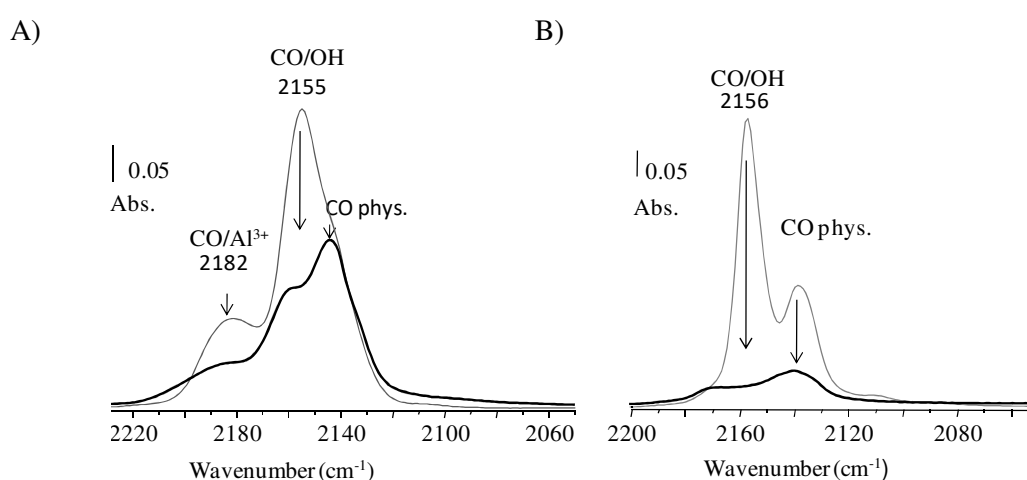 A)
CO/OH
2155
0.05
Abs.
CO phys.
CO/Al³⁺
2182
2220 2180 2140 2100 2060
Wavenumber (cm⁻¹)
B)
CO/OH
2156
0.05
Abs.
CO phys.
2200 2160 2120 2080
Wavenumber (cm⁻¹)